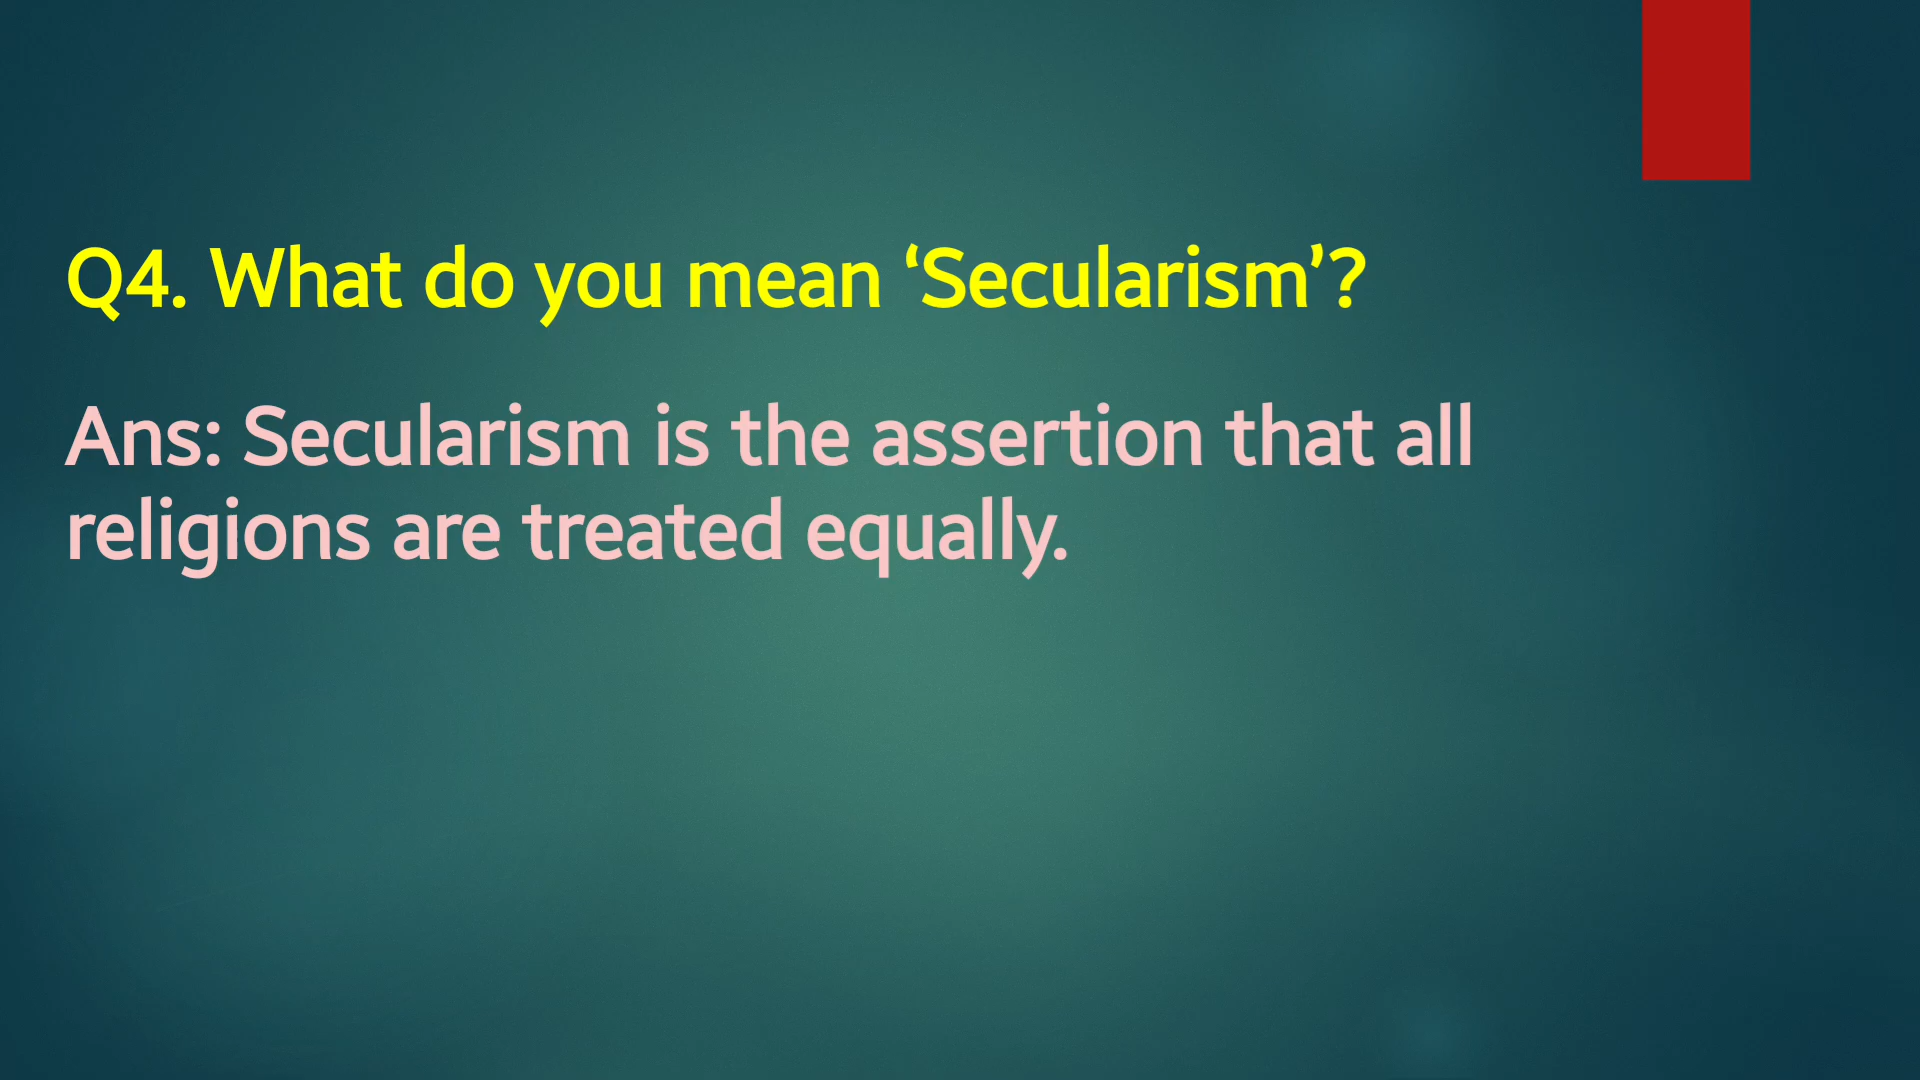 Q4. What do you mean ‘Secularism’?
Ans: Secularism is the assertion that all
religions are treated equally.